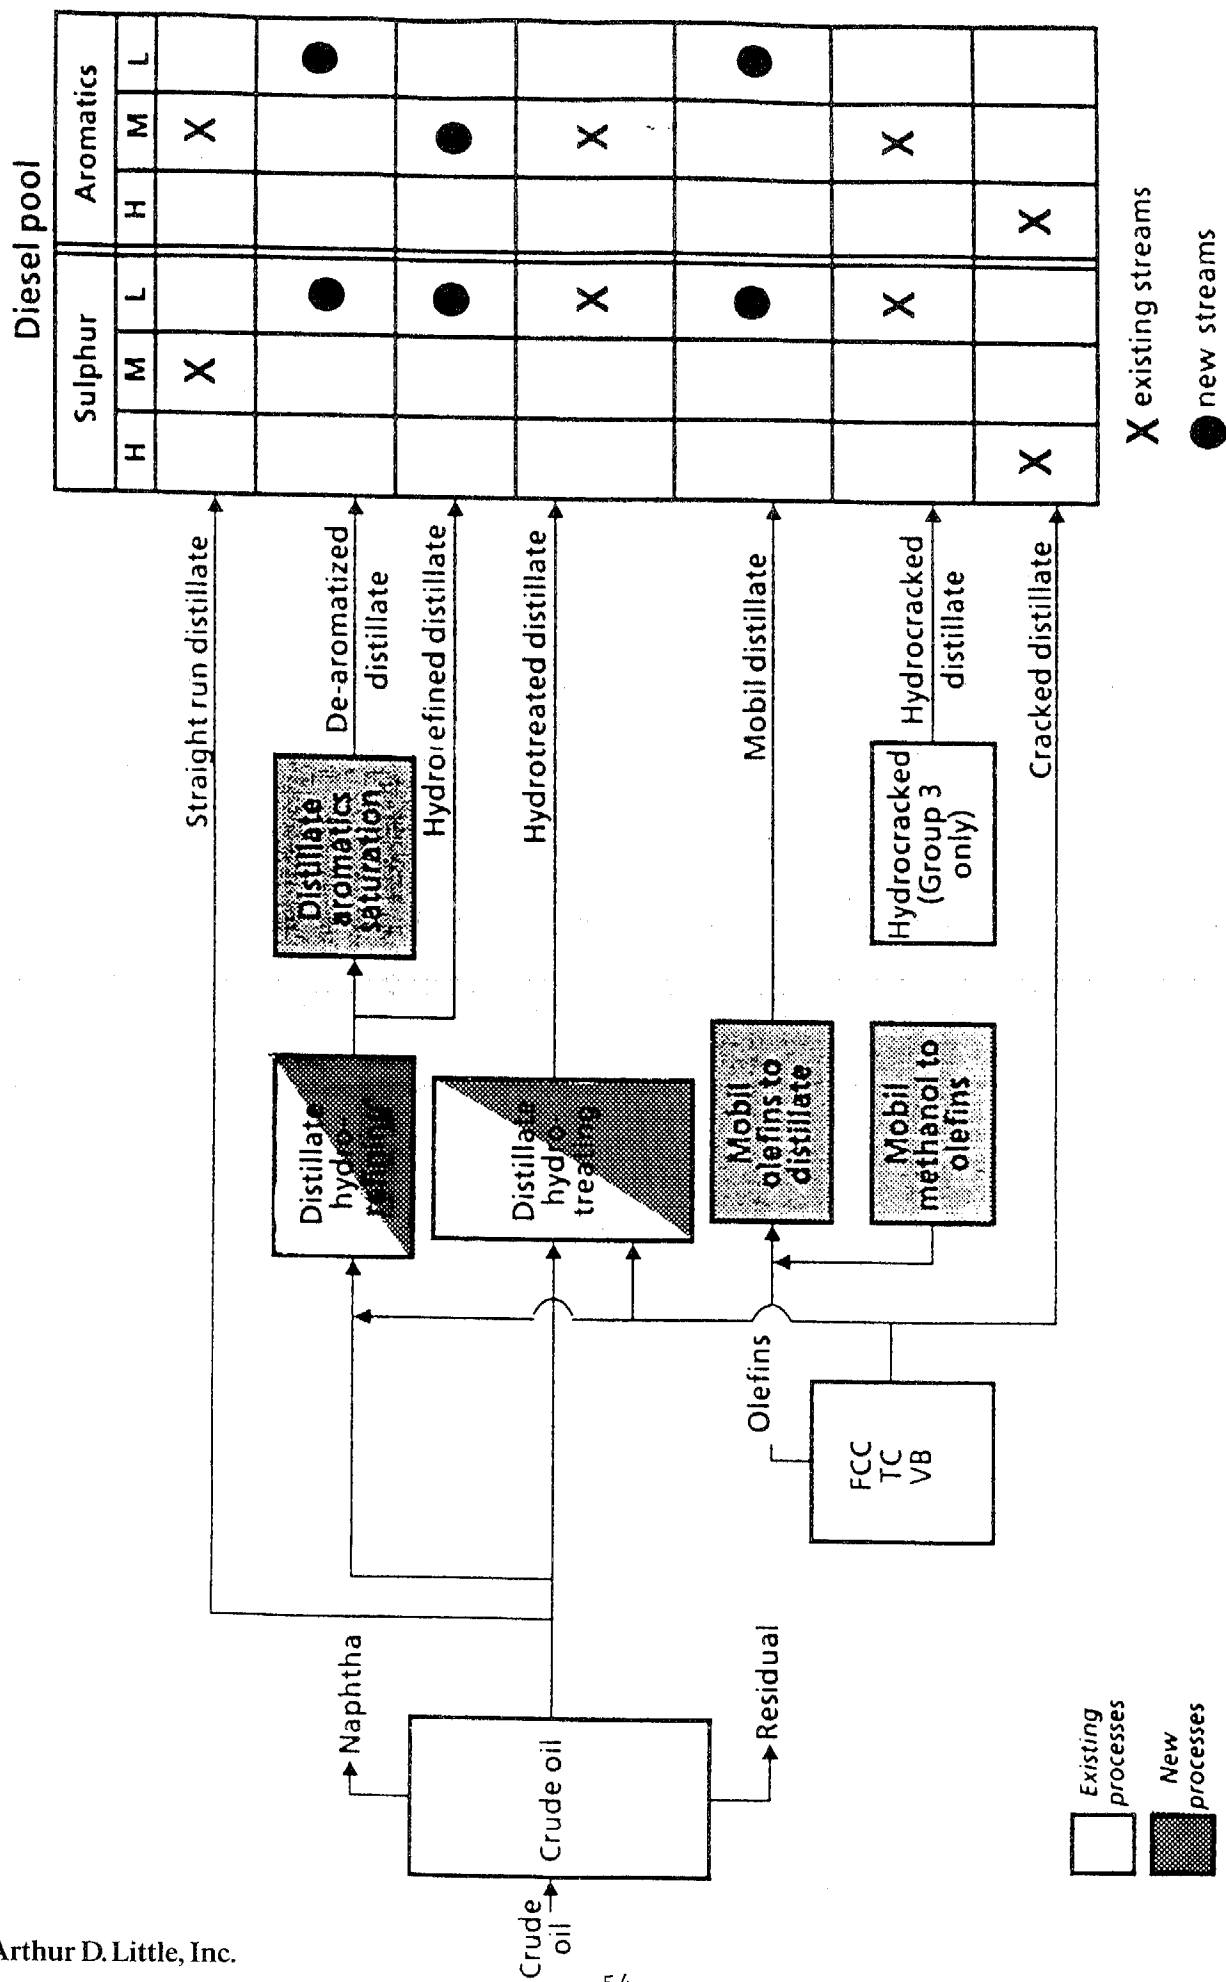 Diesel pool
Sulphur
Aromatics
H
M
L
H
M
L
X
X
X
X
X
X
X
X
Straight run distillate
De-aromatized
distillate
Hydrorefined distillate
Hydrotreated distillate
Mobil distillate
Hydrocracked
distillate
Cracked distillate
Distillate
aromatics
saturation
Distillate
hydro-
refining
Distillate
hydro-
treating
Mobil
olefins to
distillate
Mobil
methanol to
olefins
Hydrocracked
(Group 3
only)
Olefins
FCC
TC
VB
Naphtha
Crude
oil
Crude oil
Residual
X existing streams
new streams
Existing
processes
New
processes
Arthur D. Little, Inc.
54